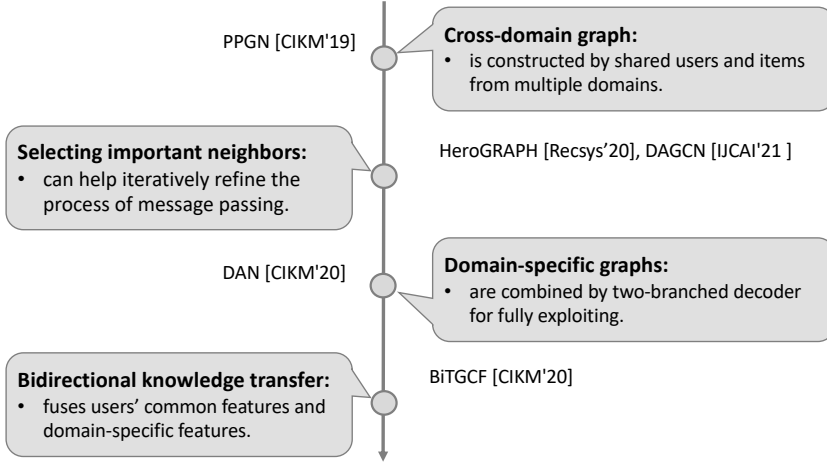 PPGN [CIKM'19]
Cross-domain graph:
• is constructed by shared users and items
from multiple domains.
Selecting important neighbors:
• can help iteratively refine the
process of message passing.
HeroGRAPH [Recsys’20], DAGCN [IJCAI'21 ]
DAN [CIKM'20]
Domain-specific graphs:
• are combined by two-branched decoder
for fully exploiting.
Bidirectional knowledge transfer:
• fuses users’ common features and
domain-specific features.
BiTGCF [CIKM'20]